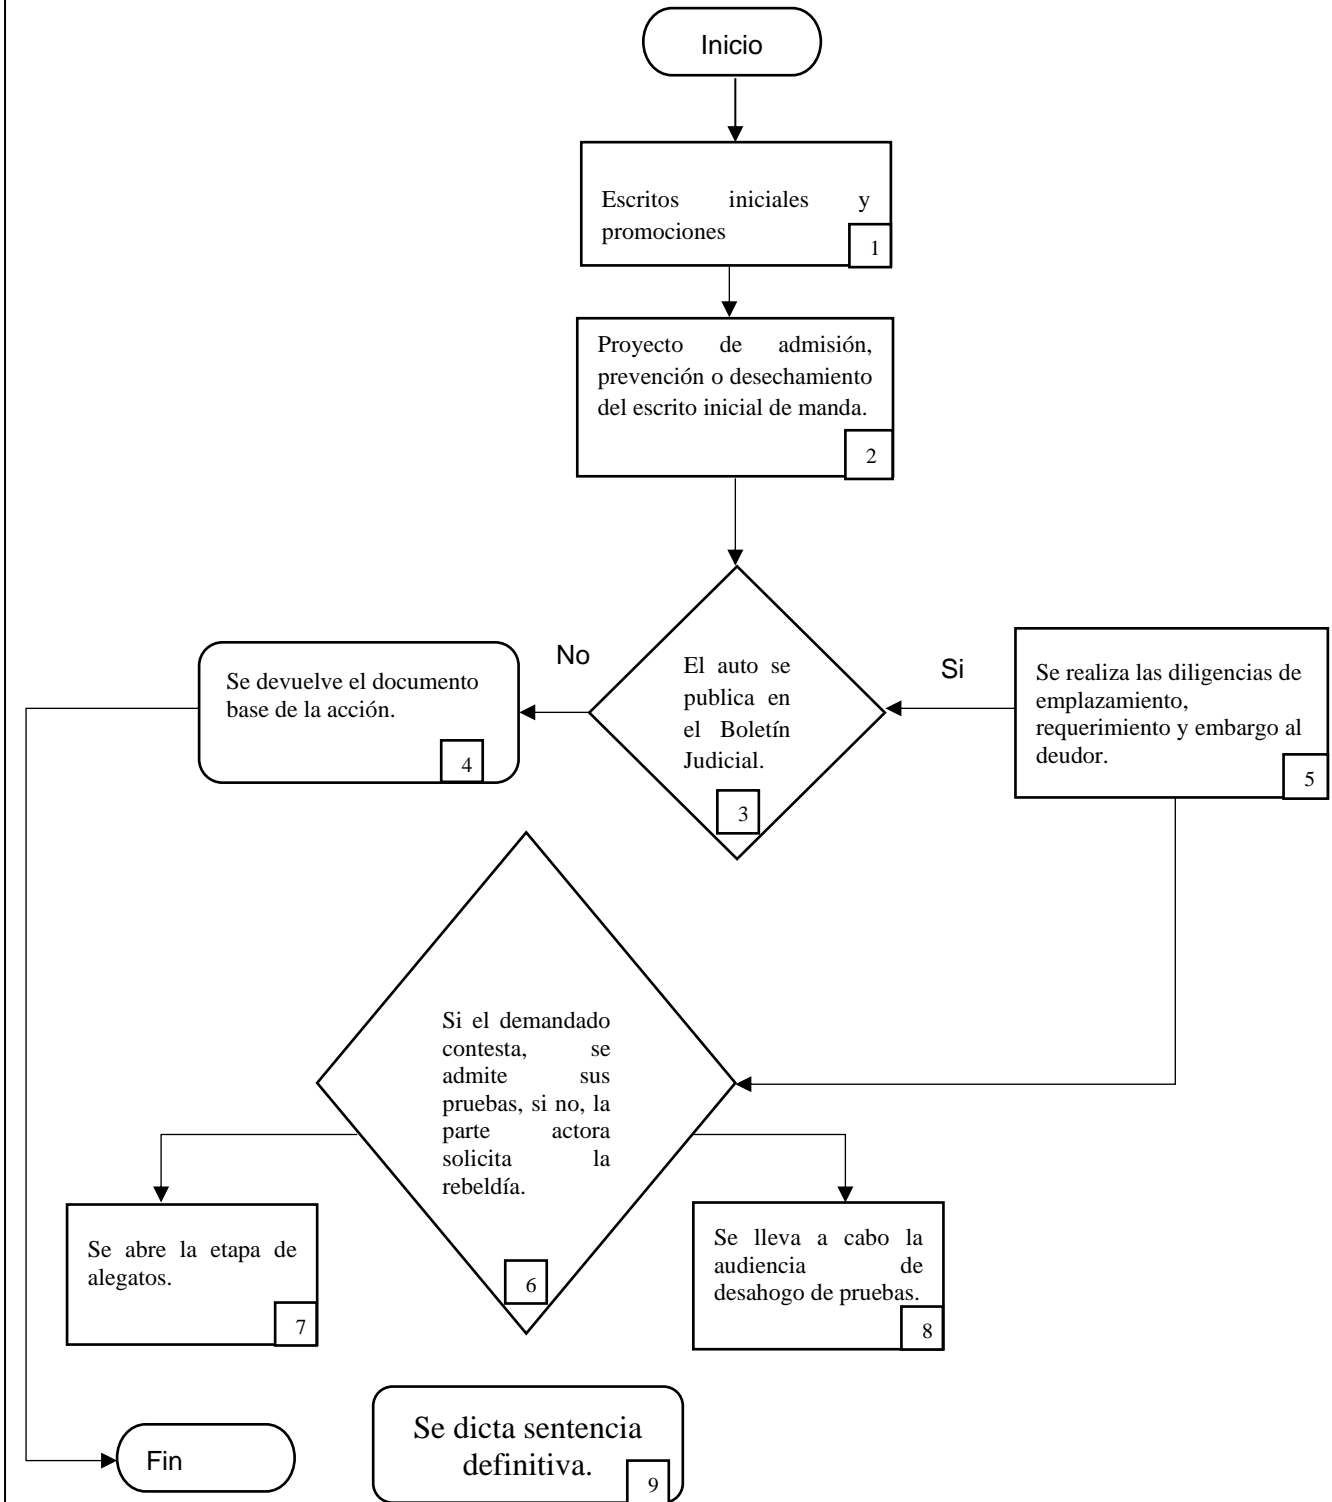 Inicio
Escritos iniciales y
promociones
1
Proyecto de admisión,
prevención o desechamiento
del escrito inicial de manda.
2
No
Se devuelve el documento
base de la acción.
4
El auto se
publica en
el Boletín
Judicial.
3
Si
Se realiza las diligencias de
emplazamiento,
requerimiento y embargo al
deudor.
5
Si el demandado
contesta, se
admite sus
pruebas, si no, la
parte actora
solicita la
rebeldía.
6
Se abre la etapa de
alegatos.
7
Se lleva a cabo la
audiencia de
desahogo de pruebas.
8
Fin
Se dicta sentencia
definitiva.
9